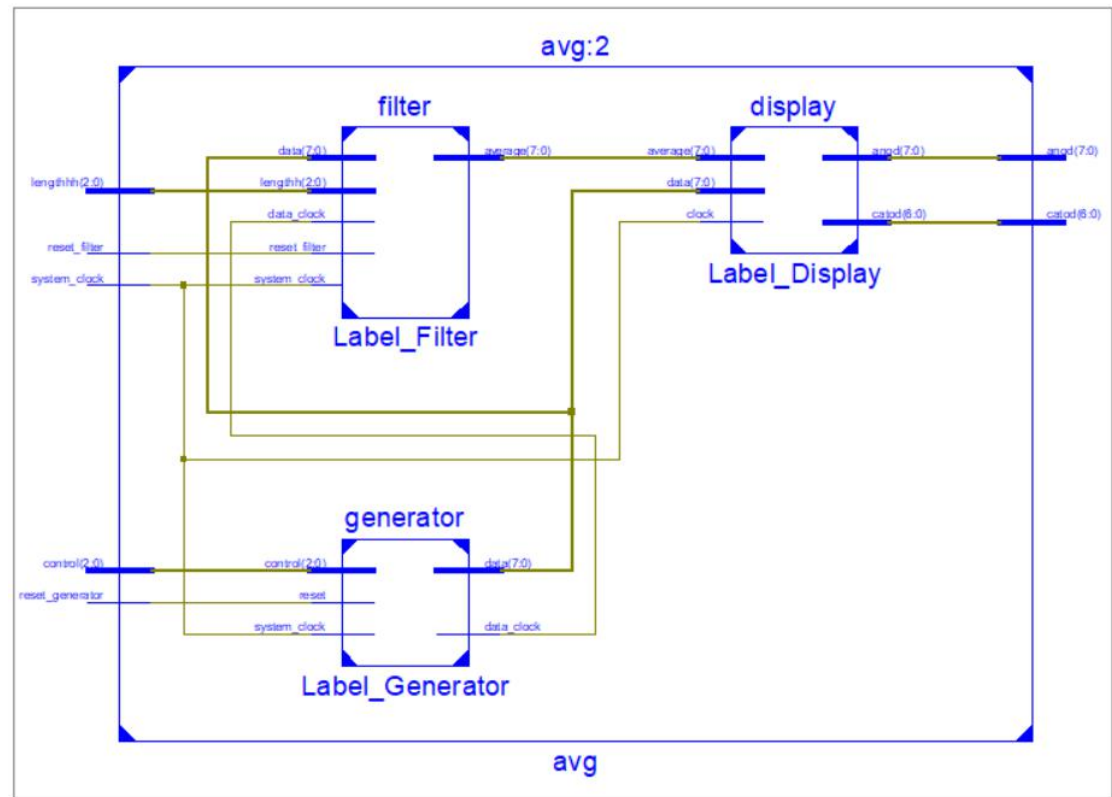 avg:2
filter
display
data(7:0)
average(7:0)
average(7:0)
anod(7:0)
anod(7:0)
lengthhh(2:0)
lengthh(2:0)
data(7:0)
data_clock
clock
catod(6:0)
catod(6:0)
reset_filter
reset_filter
system_clock
system_clock
Label_Display
Label_Filter
generator
control(2:0)
control(2:0)
data(7:0)
reset_generator
reset
system_clock
data_clock
Label_Generator
avg